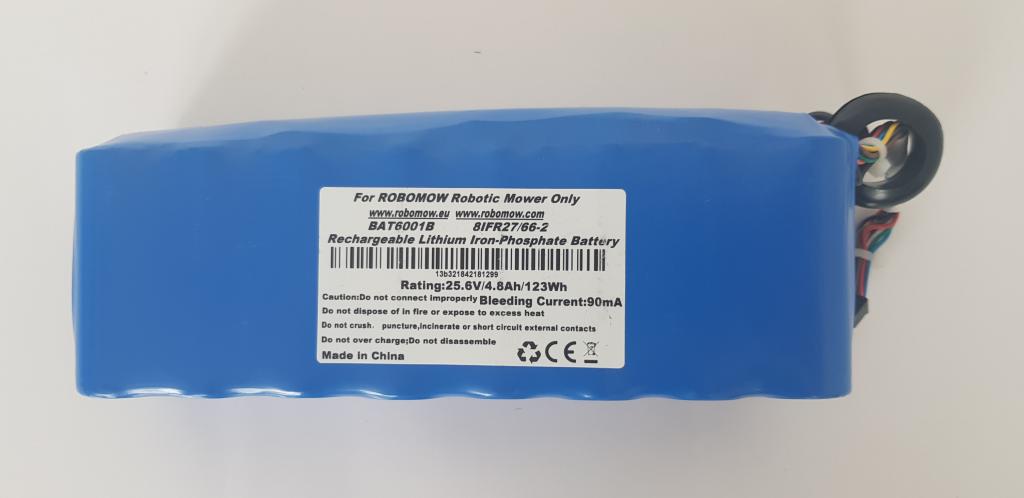 For ROBOMOW Robotic Mower Only
www.robomow.eu www.robomow.com
BAT6001B 8IFR27/66-2
Rechargeable Lithium Iron-Phosphate Battery
13b321842181299
Rating:25.6V/4.8Ah/123Wh
Caution:Do not connect improperly Bleeding Current:90mA
Do not dispose of in fire or expose to excess heat
Do not crush. puncture,incinerate or short circuit external contacts
Do not over charge;Do not disassemble
Made in China CE